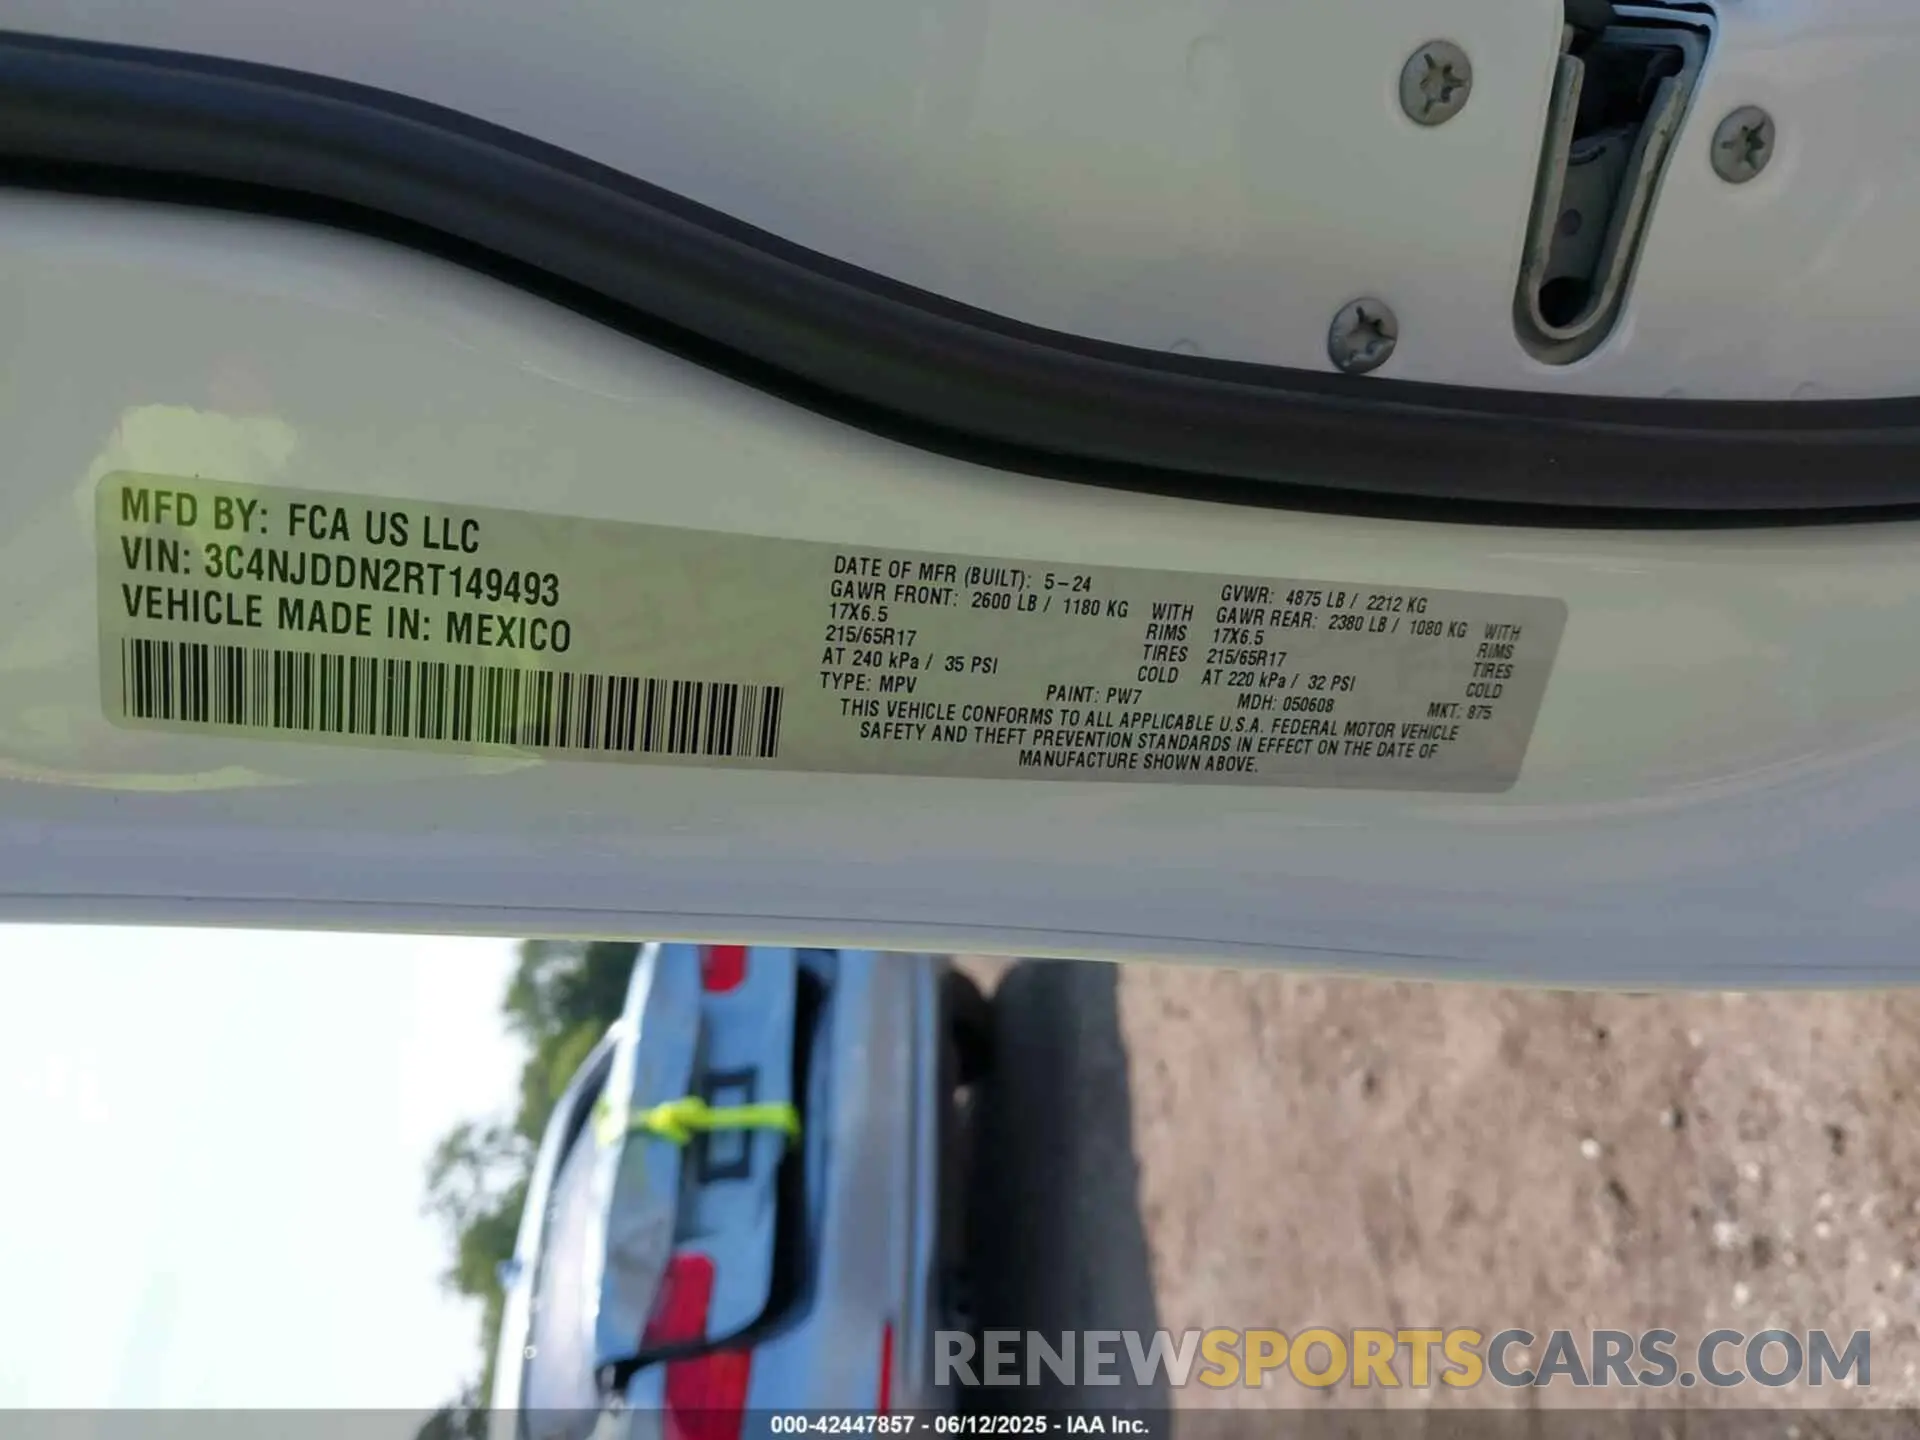 MFD BY: FCA US LLC
VIN: 3C4NJDDN2RT149493
VEHICLE MADE IN: MEXICO
DATE OF MFR (BUILT): 5-24 GVWR: 4875 LB / 2212 KG
GAWR FRONT: 2600 LB / 1180 KG WITH GAWR REAR: 2380 LB / 1080 KG WITH
17X6.5 RIMS 17X6.5 RIMS
215/65R17 TIRES 215/65R17 TIRES
AT 240 kPa / 35 PSI COLD AT 220 kPa / 32 PSI COLD
TYPE: MPV PAINT: PW7 MDH: 050608 MKT: 875
THIS VEHICLE CONFORMS TO ALL APPLICABLE U.S.A. FEDERAL MOTOR VEHICLE
SAFETY AND THEFT PREVENTION STANDARDS IN EFFECT ON THE DATE OF
MANUFACTURE SHOWN ABOVE.
RENEWSPORTSCARS.COM
000-42447857 - 06/12/2025 - IAA Inc.